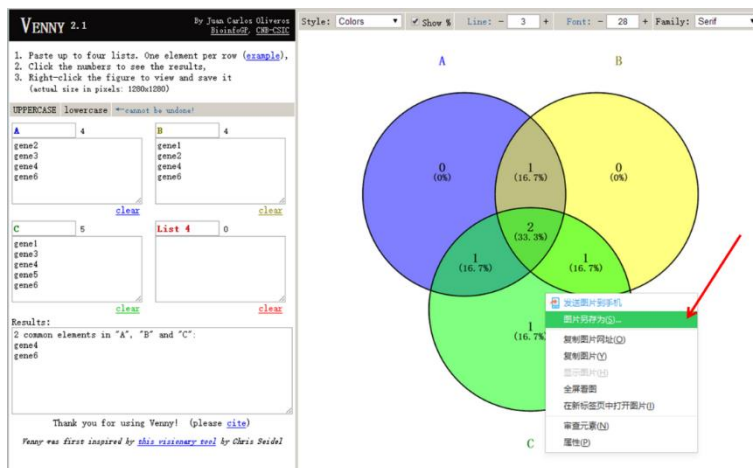 VENNY 2.1
By Juan Carlos Oliveros
BioinfoGP, CNB-CSIC
1. Paste up to four lists. One element per row (example),
2. Click the numbers to see the results,
3. Right-click the figure to view and save it
(actual size in pixels: 1280x1280)
UPPERCASE lowercase *cannot be undone!
A 4
gene2
gene3
gene4
gene6
clear
B 4
gene1
gene2
gene4
gene6
clear
C 5
gene1
gene3
gene4
gene5
gene6
clear
List 4 0
clear
Results:
2 common elements in "A", "B" and "C":
gene4
gene6
Thank you for using Venny! (please cite)
Venny was first inspired by this visionary tool by Chris Seidel
Style: Colors Show % Line: - 3 + Font: - 28 + Family: Serif
A
B
0
(0%)
1
(16.7%)
0
(0%)
2
(33.3%)
1
(16.7%)
1
(16.7%)
1
(16.7%)
C
发送图片到手机
图片另存为(S)...
复制图片网址(O)
复制图片(Y)
显示图片(H)
全屏看图
在新标签页中打开图片(I)
审查元素(N)
属性(P)